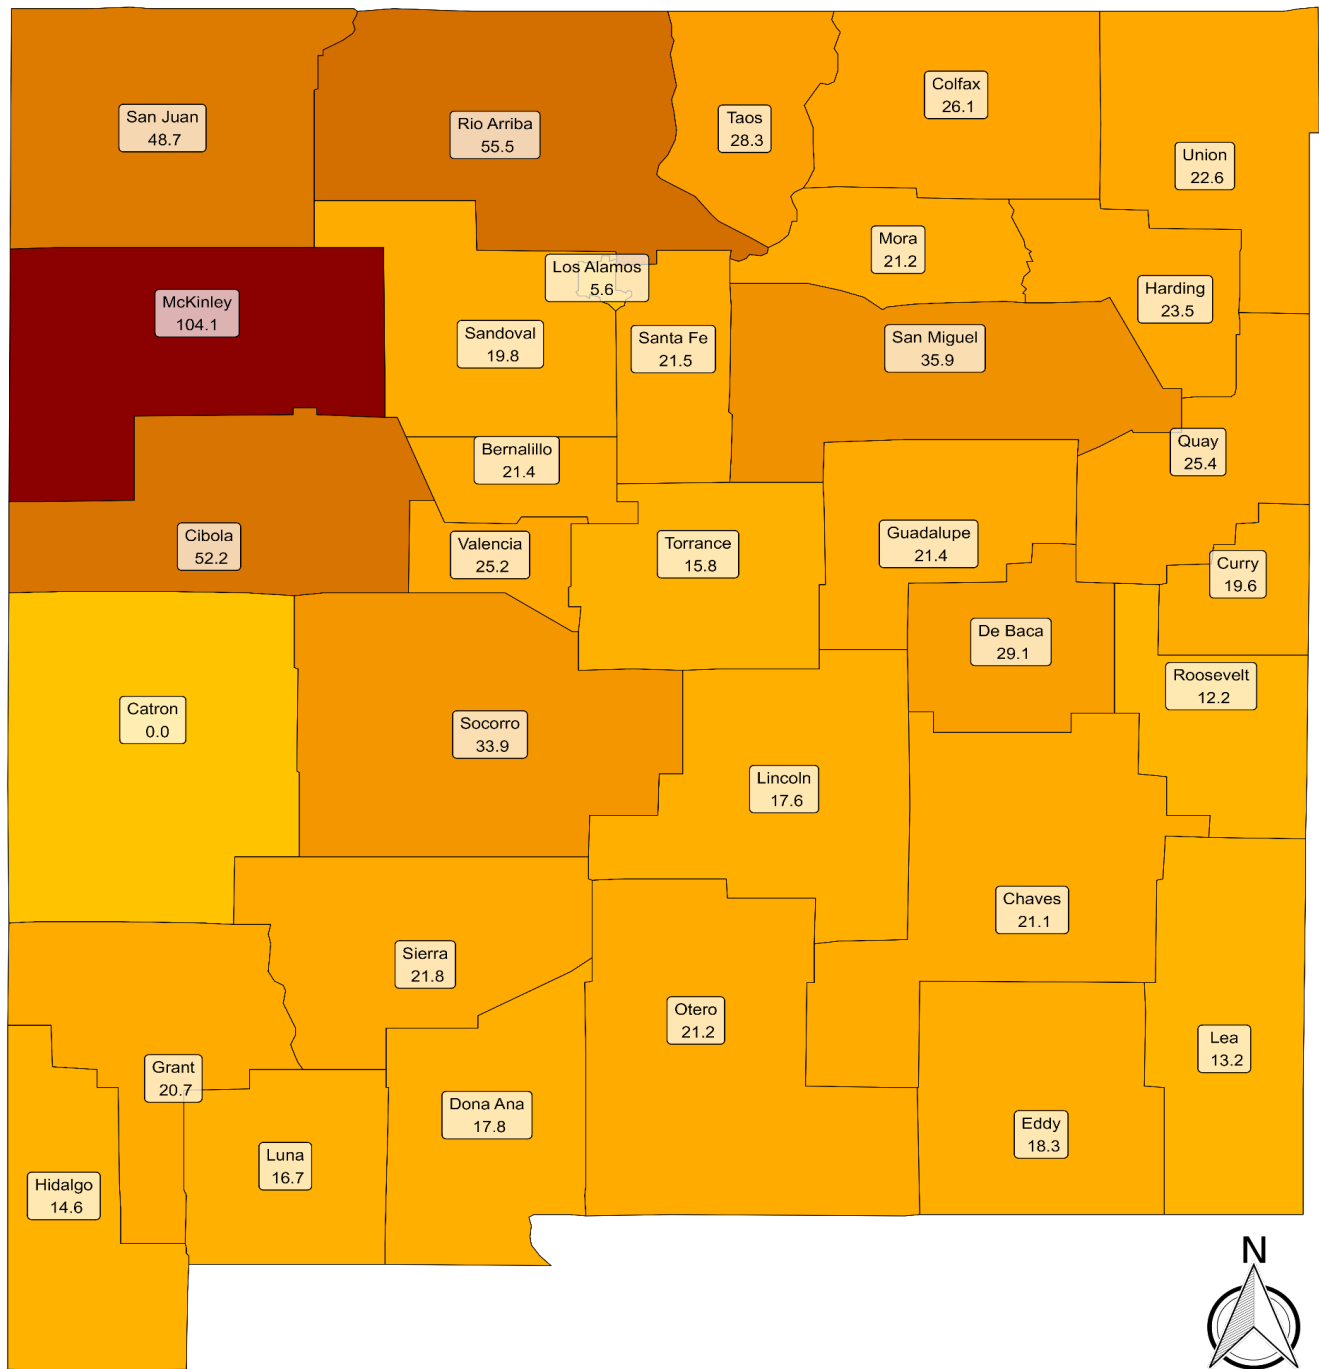 San Juan
48.7
Rio Arriba
55.5
Taos
28.3
Colfax
26.1
Union
22.6
Mora
21.2
Los Alamos
5.6
Harding
23.5
McKinley
104.1
Sandoval
19.8
Santa Fe
21.5
San Miguel
35.9
Bernalillo
21.4
Quay
25.4
Cibola
52.2
Valencia
25.2
Torrance
15.8
Guadalupe
21.4
Curry
19.6
De Baca
29.1
Roosevelt
12.2
Catron
0.0
Socorro
33.9
Lincoln
17.6
Chaves
21.1
Sierra
21.8
Otero
21.2
Lea
13.2
Grant
20.7
Dona Ana
17.8
Eddy
18.3
Luna
16.7
Hidalgo
14.6
N